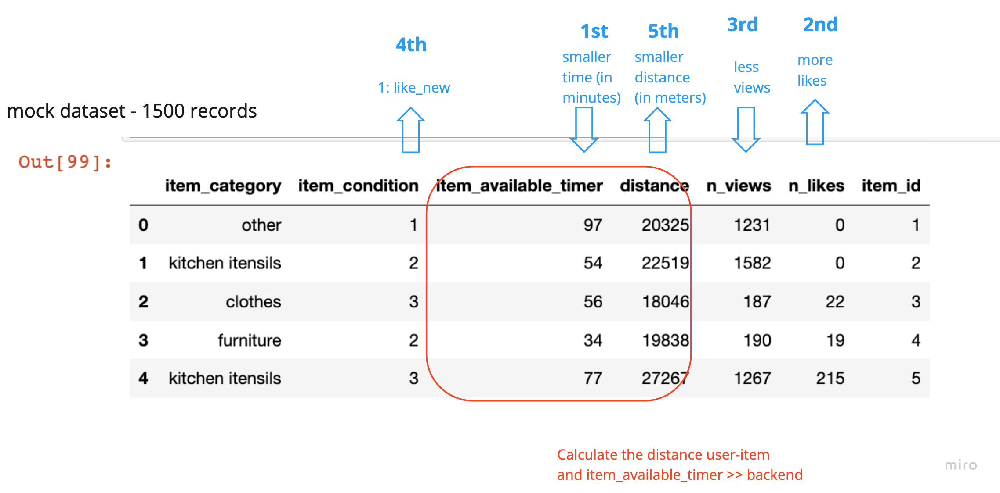 4th
1st
5th
3rd
2nd
1: like_new
smaller
time (in
minutes)
smaller
distance
(in meters)
less
views
more
likes
mock dataset - 1500 records
Out[99]:
item_category item_condition item_available_timer distance n_views n_likes item_id
0 other 1 97 20325 1231 0 1
1 kitchen itensils 2 54 22519 1582 0 2
2 clothes 3 56 18046 187 22 3
3 furniture 2 34 19838 190 19 4
4 kitchen itensils 3 77 27267 1267 215 5
Calculate the distance user-item
and item_available_timer >> backend
miro